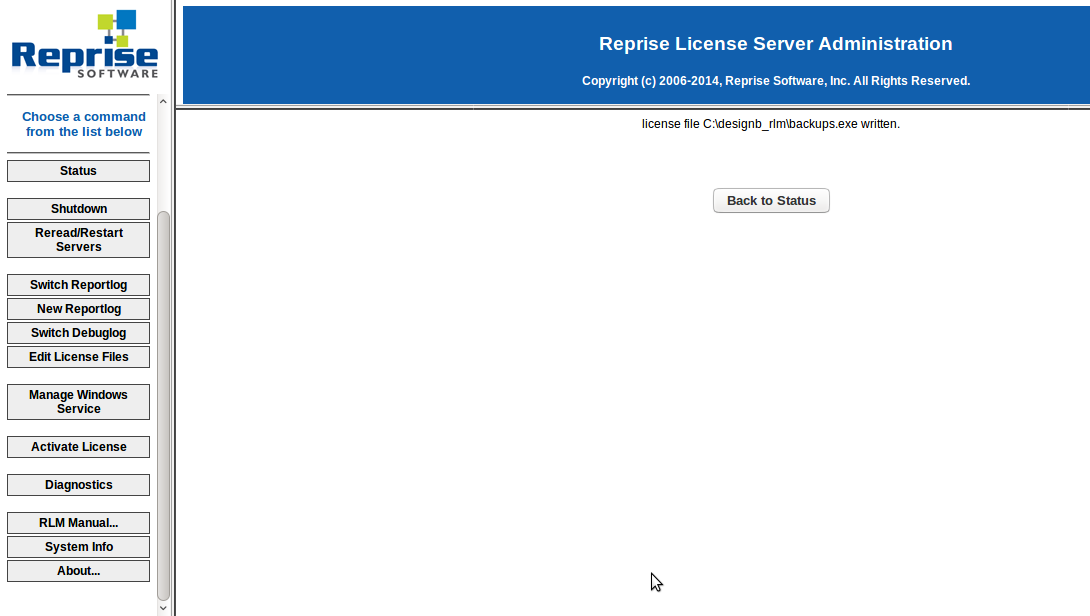 Reprise
SOFTWARE
Choose a command
from the list below
Status
Shutdown
Reread/Restart
Servers
Switch Reportlog
New Reportlog
Switch Debuglog
Edit License Files
Manage Windows
Service
Activate License
Diagnostics
RLM Manual...
System Info
About...
Reprise License Server Administration
Copyright (c) 2006-2014, Reprise Software, Inc. All Rights Reserved.
license file C:\designb_rlm\backups.exe written.
Back to Status